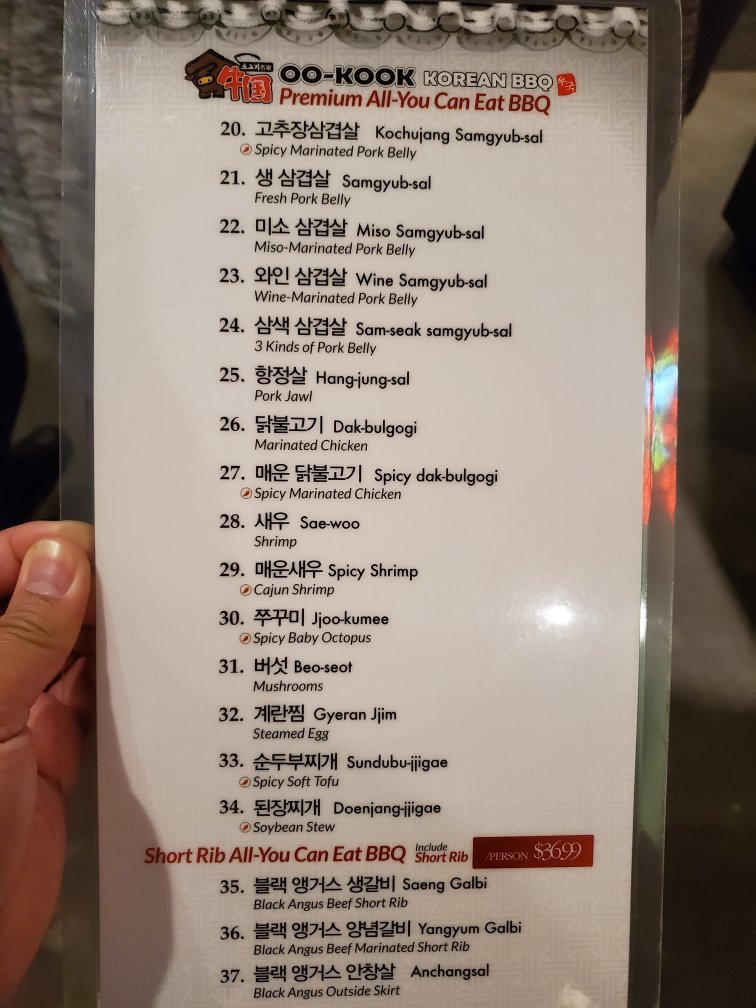 소고기名家
牛国 OO-KOOK KOREAN BBQ 우국
Premium All-You Can Eat BBQ
20. 고추장삼겹살 Kochujang Samgyub-sal
Spicy Marinated Pork Belly
21. 생 삼겹살 Samgyub-sal
Fresh Pork Belly
22. 미소 삼겹살 Miso Samgyub-sal
Miso-Marinated Pork Belly
23. 와인 삼겹살 Wine Samgyub-sal
Wine-Marinated Pork Belly
24. 삼색 삼겹살 Sam-seak samgyub-sal
3 Kinds of Pork Belly
25. 항정살 Hang-jung-sal
Pork Jawl
26. 닭불고기 Dak-bulgogi
Marinated Chicken
27. 매운 닭불고기 Spicy dak-bulgogi
Spicy Marinated Chicken
28. 새우 Sae-woo
Shrimp
29. 매운새우 Spicy Shrimp
Cajun Shrimp
30. 쭈꾸미 Jjoo-kumee
Spicy Baby Octopus
31. 버섯 Beo-seot
Mushrooms
32. 계란찜 Gyeran Jjim
Steamed Egg
33. 순두부찌개 Sundubu-jjigae
Spicy Soft Tofu
34. 된장찌개 Doenjang-jjigae
Soybean Stew
Short Rib All-You Can Eat BBQ Include Short Rib /PERSON $36.99
35. 블랙 앵거스 생갈비 Saeng Galbi
Black Angus Beef Short Rib
36. 블랙 앵거스 양념갈비 Yangyum Galbi
Black Angus Beef Marinated Short Rib
37. 블랙 앵거스 안창살 Anchangsal
Black Angus Outside Skirt